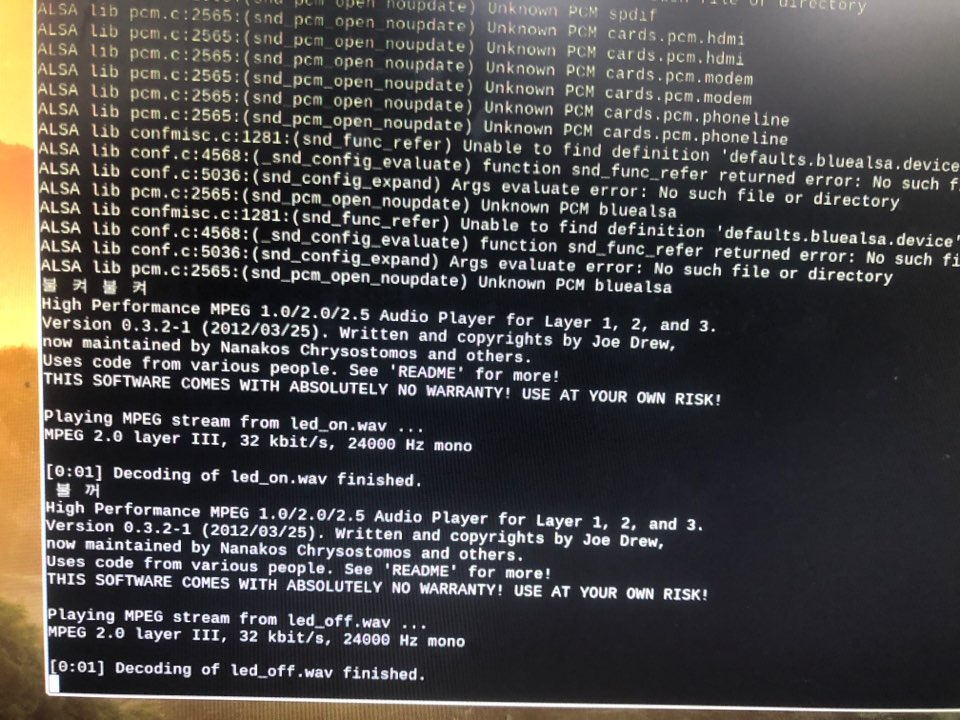 such file or directory
ALSA lib pcm.c:2565:(snd_pcm_open_noupdate) Unknown PCM spdif
ALSA lib pcm.c:2565:(snd_pcm_open_noupdate) Unknown PCM cards.pcm.hdmi
ALSA lib pcm.c:2565:(snd_pcm_open_noupdate) Unknown PCM cards.pcm.hdmi
ALSA lib pcm.c:2565:(snd_pcm_open_noupdate) Unknown PCM cards.pcm.modem
ALSA lib pcm.c:2565:(snd_pcm_open_noupdate) Unknown PCM cards.pcm.modem
ALSA lib pcm.c:2565:(snd_pcm_open_noupdate) Unknown PCM cards.pcm.phoneline
ALSA lib pcm.c:2565:(snd_pcm_open_noupdate) Unknown PCM cards.pcm.phoneline
ALSA lib confmisc.c:1281:(snd_func_refer) Unable to find definition 'defaults.bluealsa.device
ALSA lib conf.c:4568:(_snd_config_evaluate) function snd_func_refer returned error: No such f
ALSA lib conf.c:5036:(snd_config_expand) Args evaluate error: No such file or directory
ALSA lib pcm.c:2565:(snd_pcm_open_noupdate) Unknown PCM bluealsa
ALSA lib confmisc.c:1281:(snd_func_refer) Unable to find definition 'defaults.bluealsa.device'
ALSA lib conf.c:4568:(_snd_config_evaluate) function snd_func_refer returned error: No such fi
ALSA lib conf.c:5036:(snd_config_expand) Args evaluate error: No such file or directory
ALSA lib pcm.c:2565:(snd_pcm_open_noupdate) Unknown PCM bluealsa
불 켜 불 켜
High Performance MPEG 1.0/2.0/2.5 Audio Player for Layer 1, 2, and 3.
Version 0.3.2-1 (2012/03/25). Written and copyrights by Joe Drew,
now maintained by Nanakos Chrysostomos and others.
Uses code from various people. See 'README' for more!
THIS SOFTWARE COMES WITH ABSOLUTELY NO WARRANTY! USE AT YOUR OWN RISK!
Playing MPEG stream from led_on.wav ...
MPEG 2.0 layer III, 32 kbit/s, 24000 Hz mono
[0:01] Decoding of led_on.wav finished.
불 꺼
High Performance MPEG 1.0/2.0/2.5 Audio Player for Layer 1, 2, and 3.
Version 0.3.2-1 (2012/03/25). Written and copyrights by Joe Drew,
now maintained by Nanakos Chrysostomos and others.
Uses code from various people. See 'README' for more!
THIS SOFTWARE COMES WITH ABSOLUTELY NO WARRANTY! USE AT YOUR OWN RISK!
Playing MPEG stream from led_off.wav ...
MPEG 2.0 layer III, 32 kbit/s, 24000 Hz mono
[0:01] Decoding of led_off.wav finished.